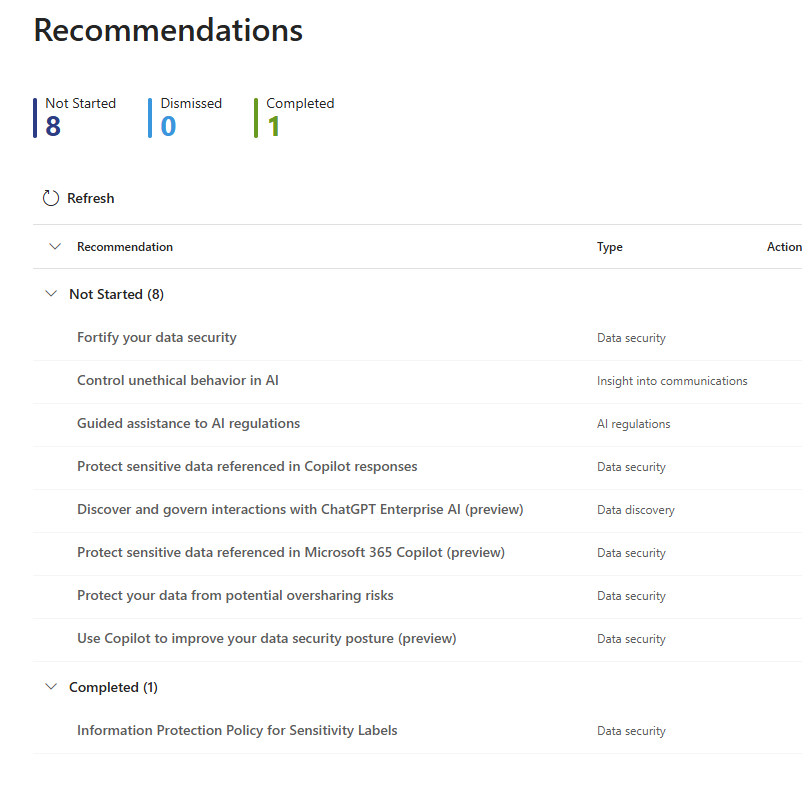 Recommendations
Not Started Dismissed Completed
8 0 1
Refresh
Recommendation Type Action
Not Started (8)
Fortify your data security Data security
Control unethical behavior in AI Insight into communications
Guided assistance to AI regulations AI regulations
Protect sensitive data referenced in Copilot responses Data security
Discover and govern interactions with ChatGPT Enterprise AI (preview) Data discovery
Protect sensitive data referenced in Microsoft 365 Copilot (preview) Data security
Protect your data from potential oversharing risks Data security
Use Copilot to improve your data security posture (preview) Data security
Completed (1)
Information Protection Policy for Sensitivity Labels Data security